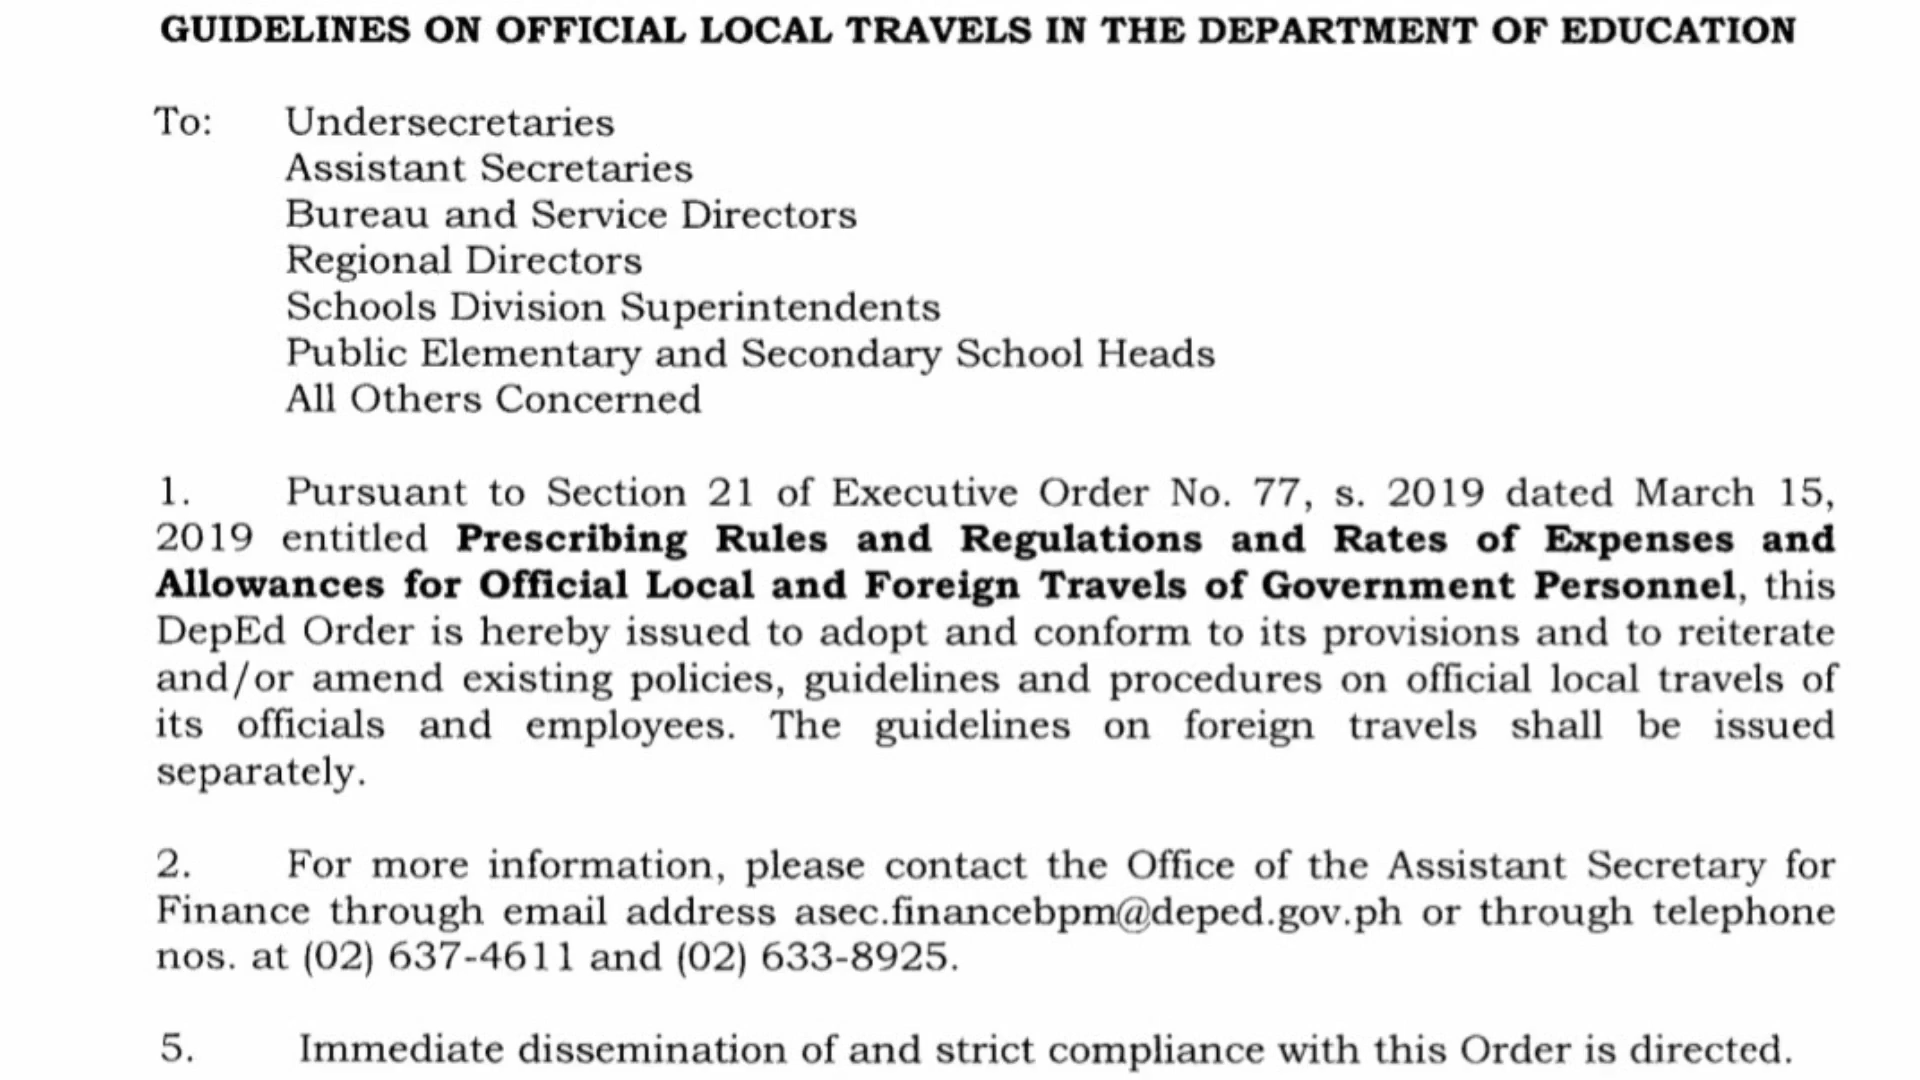 GUIDELINES ON OFFICIAL LOCAL TRAVELS IN THE DEPARTMENT OF EDUCATION
To: Undersecretaries
Assistant Secretaries
Bureau and Service Directors
Regional Directors
Schools Division Superintendents
Public Elementary and Secondary School Heads
All Others Concerned
1. Pursuant to Section 21 of Executive Order No. 77, s. 2019 dated March 15,
2019 entitled Prescribing Rules and Regulations and Rates of Expenses and
Allowances for Official Local and Foreign Travels of Government Personnel, this
DepEd Order is hereby issued to adopt and conform to its provisions and to reiterate
and/or amend existing policies, guidelines and procedures on official local travels of
its officials and employees. The guidelines on foreign travels shall be issued
separately.
2. For more information, please contact the Office of the Assistant Secretary for
Finance through email address asec.financebpm@deped.gov.ph or through telephone
nos. at (02) 637-4611 and (02) 633-8925.
5. Immediate dissemination of and strict compliance with this Order is directed.